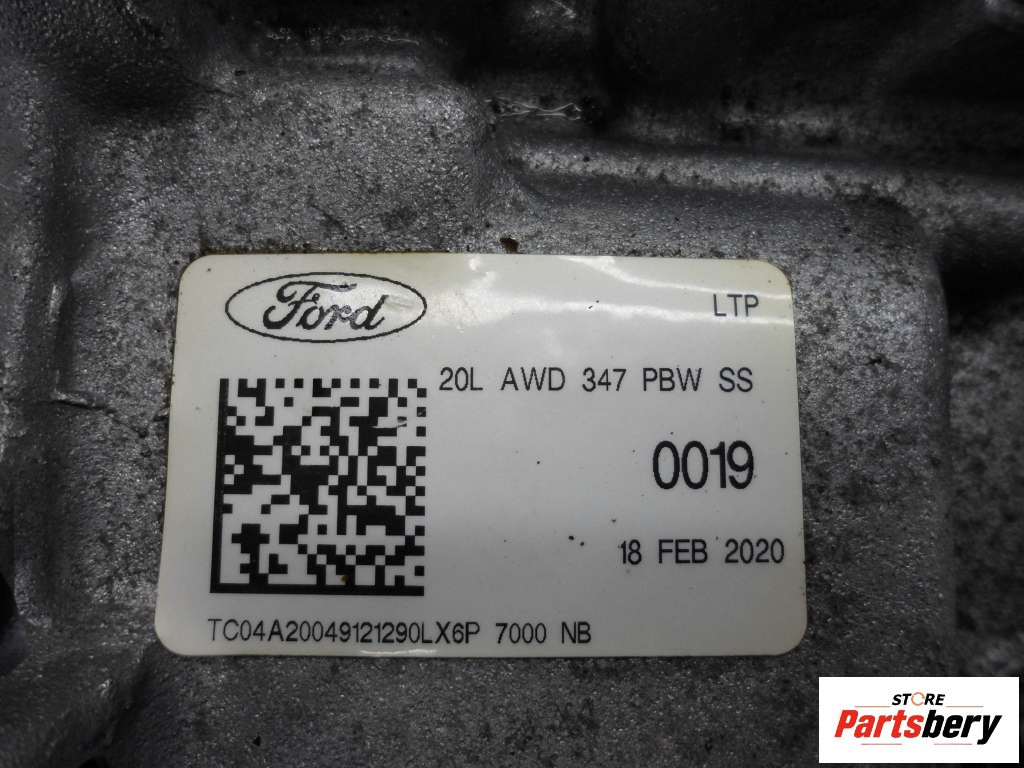 Ford
LTP
20L AWD 347 PBW SS
0019
18 FEB 2020
TC04A20049121290LX6P 7000 NB
STORE
Partsbery